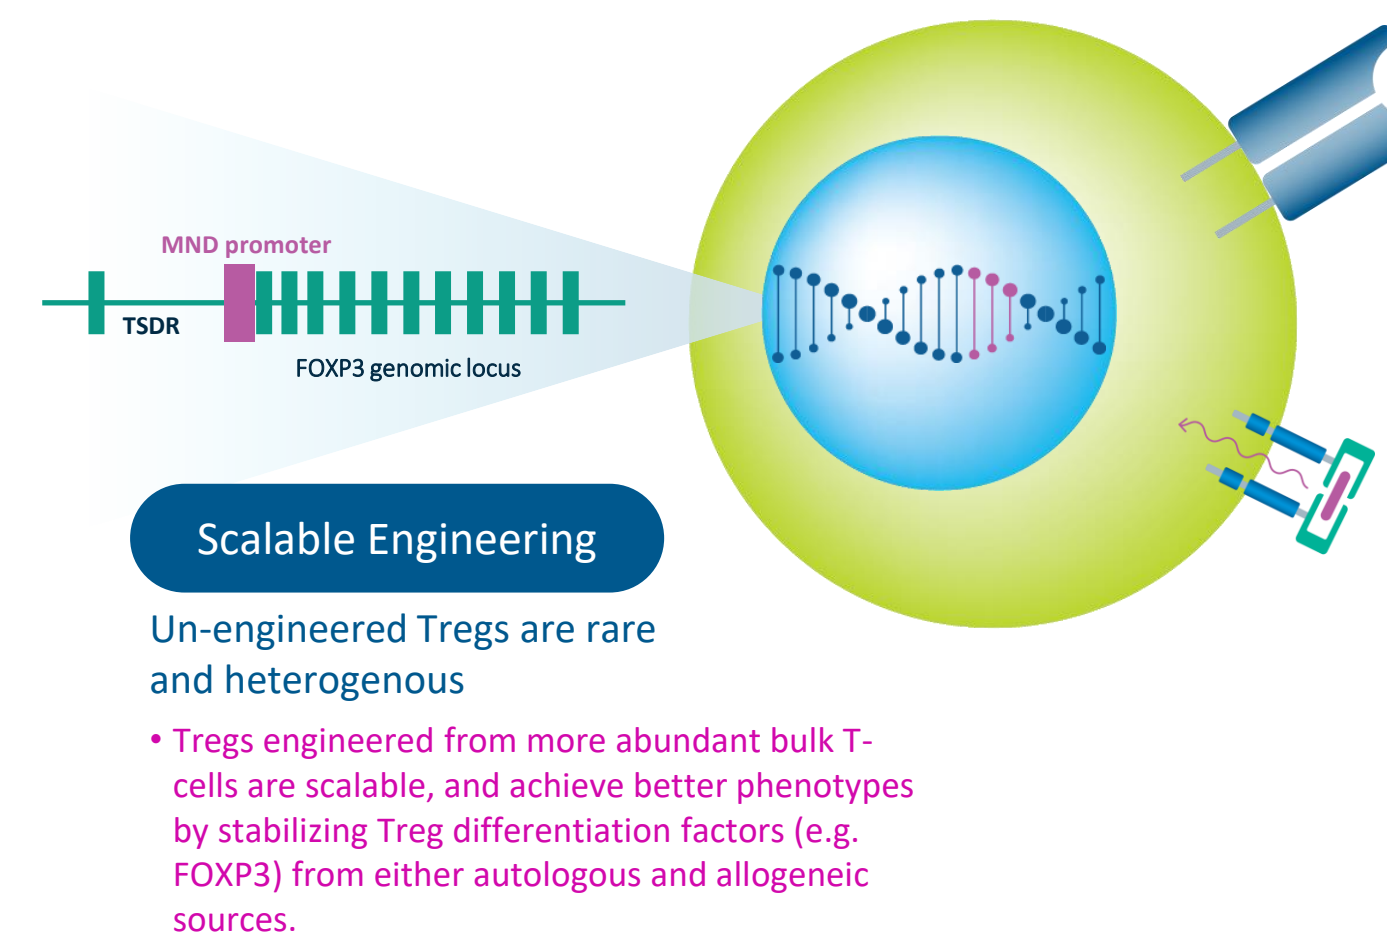 MND promoter
TSDR
FOXP3 genomic locus
Scalable Engineering
Un-engineered Tregs are rare
and heterogenous
• Tregs engineered from more abundant bulk T-
cells are scalable, and achieve better phenotypes
by stabilizing Treg differentiation factors (e.g.
FOXP3) from either autologous and allogeneic
sources.